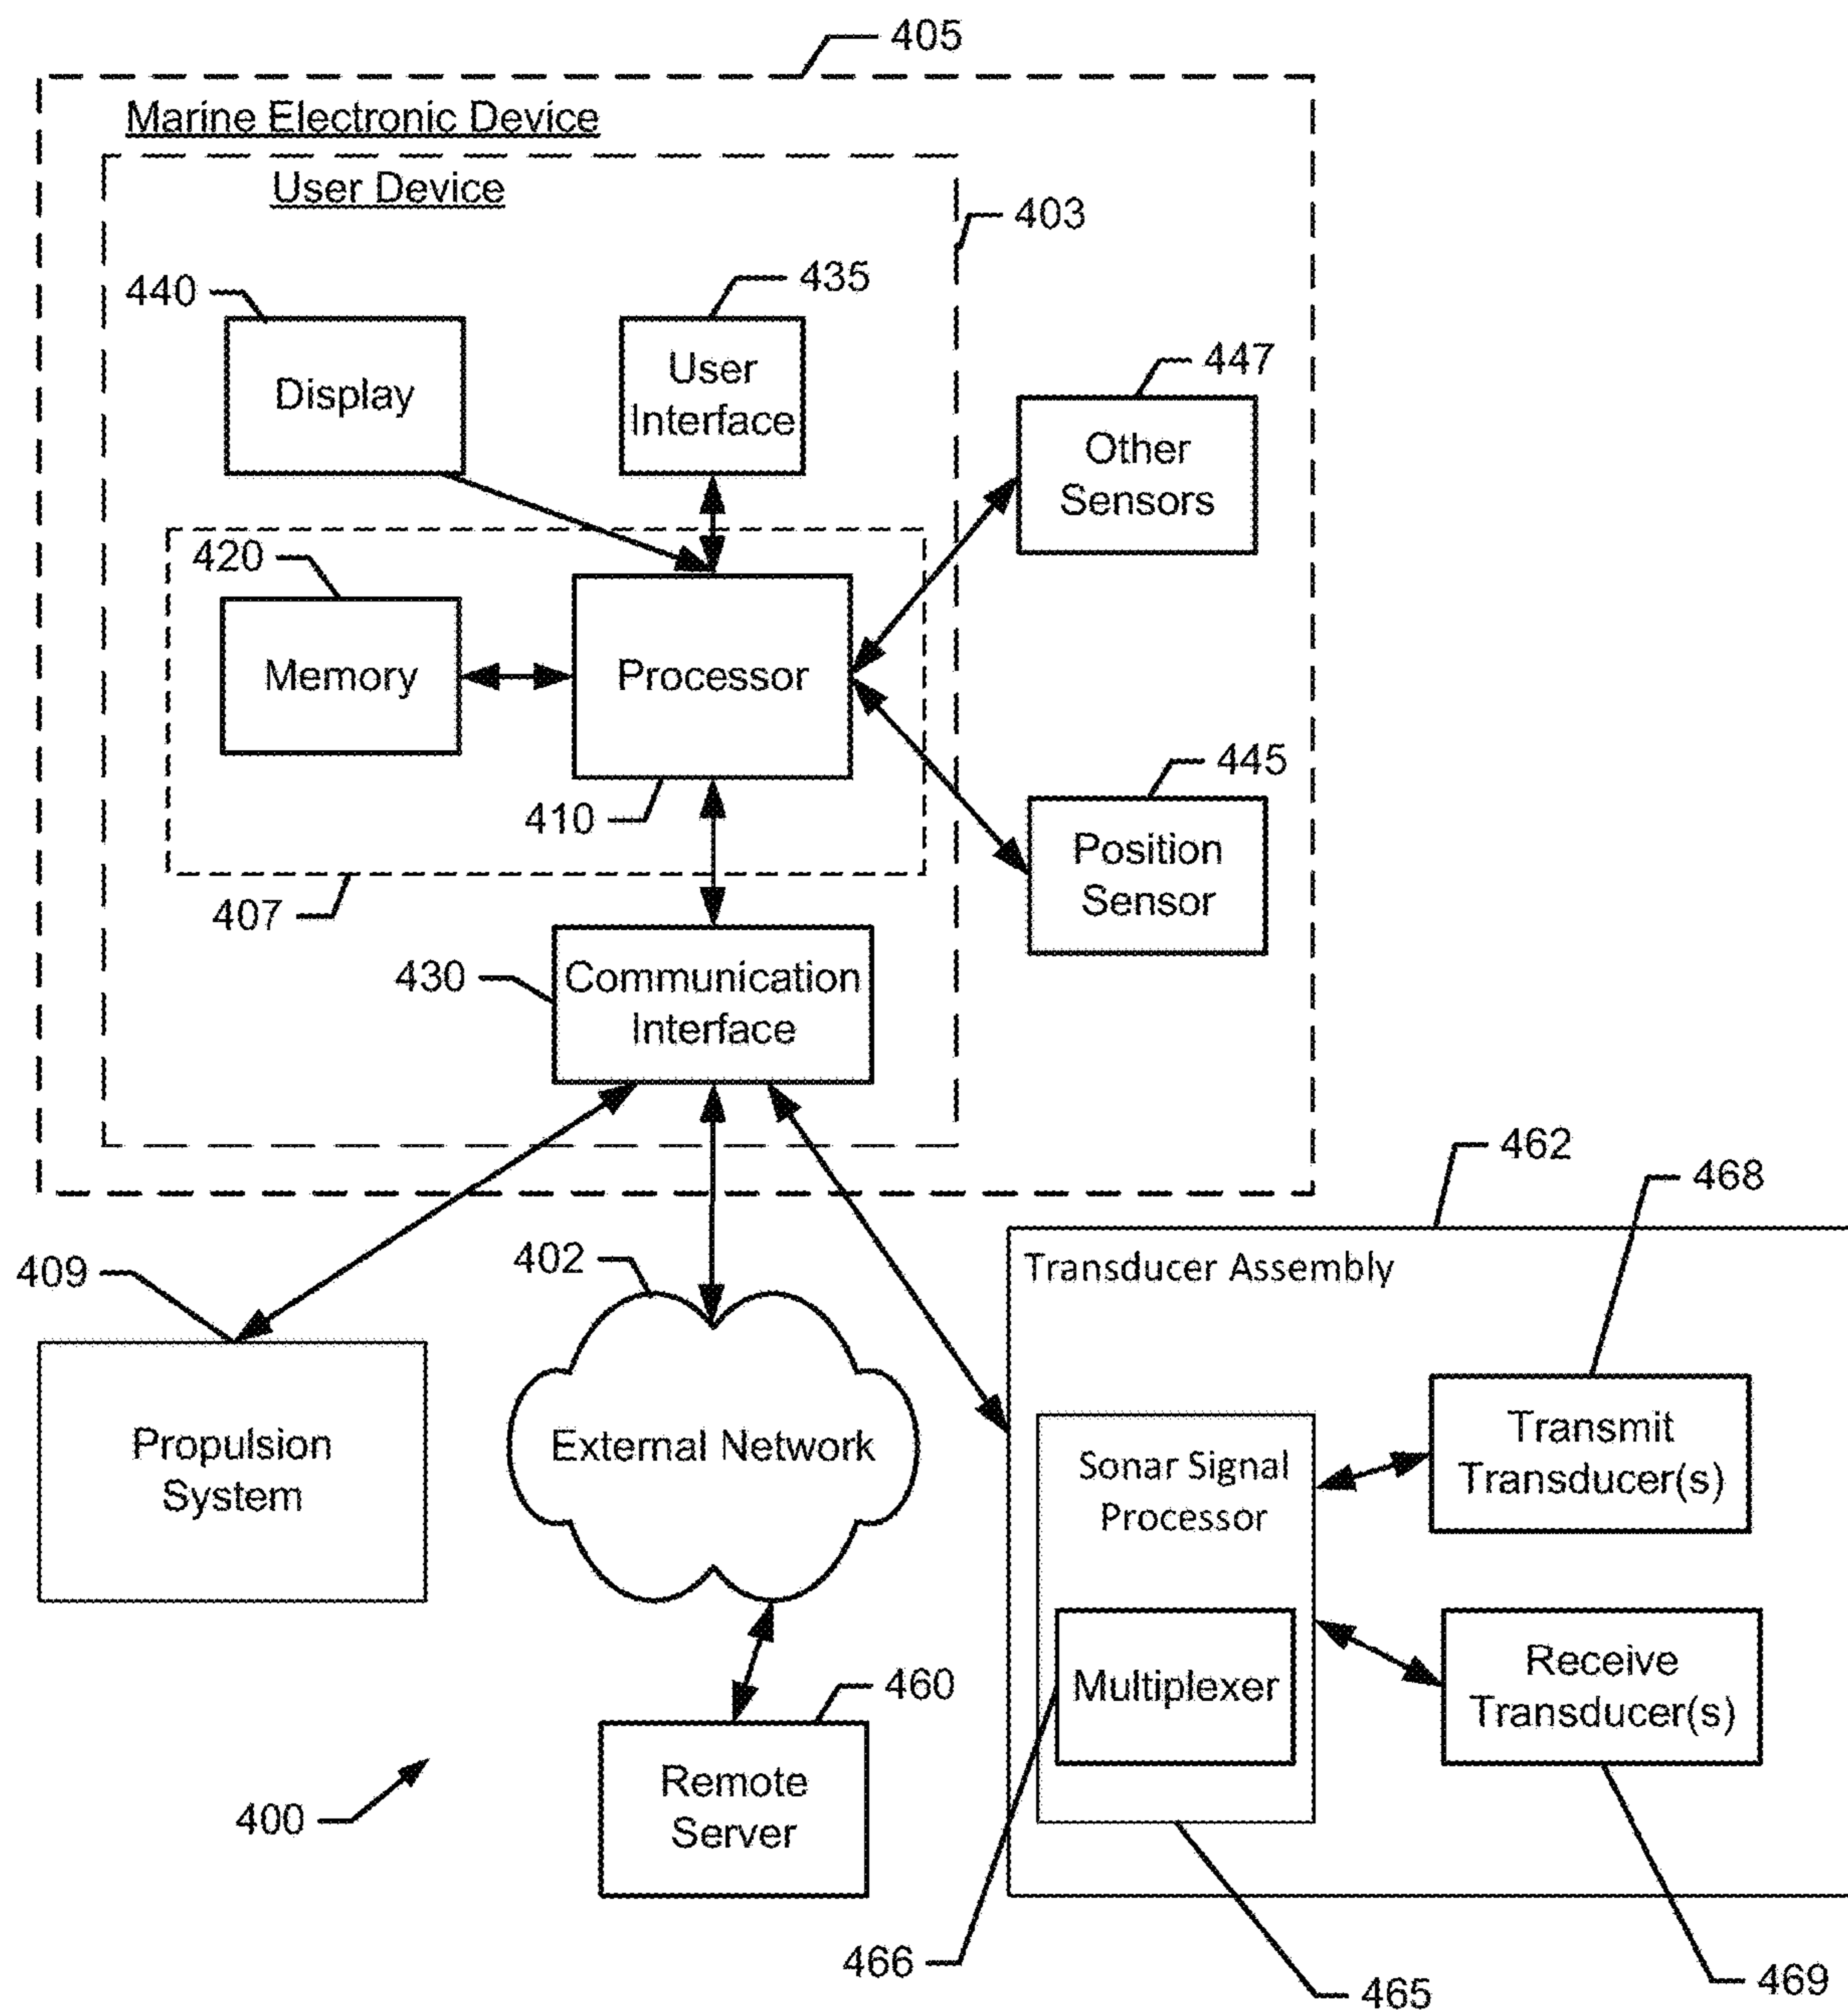 405
Marine Electronic Device
User Device
403
440
435
Display
User
Interface
447
Other
Sensors
420
Memory
Processor
410
445
Position
Sensor
407
430
Communication
Interface
462
468
409
402
Transducer Assembly
Propulsion
System
External Network
Sonar Signal
Processor
Transmit
Transducer(s)
Multiplexer
Receive
Transducer(s)
460
Remote
Server
400
466
465
469